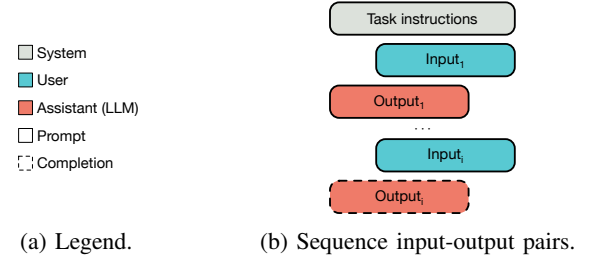 System
User
Assistant (LLM)
Prompt
Completion
(a) Legend.
Task instructions
Input₁
Output₁
...
Inputᵢ
Outputᵢ
(b) Sequence input-output pairs.